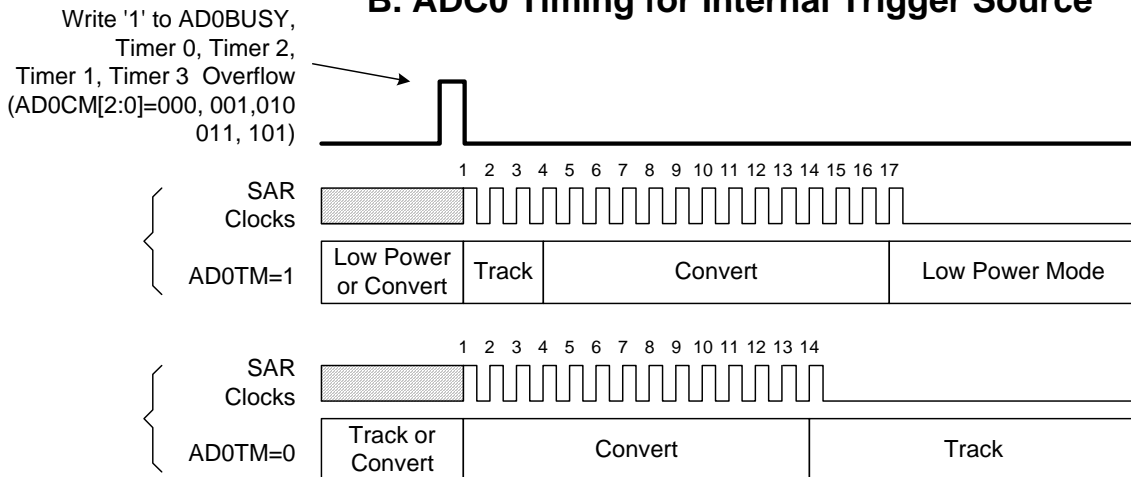 B. ADC0 Timing for Internal Trigger Source
Write '1' to AD0BUSY,
Timer 0, Timer 2,
Timer 1, Timer 3 Overflow
(AD0CM[2:0]=000, 001,010
011, 101)
1 2 3 4 5 6 7 8 9 10 11 12 13 14 15 16 17
SAR
Clocks
AD0TM=1
Low Power
or Convert
Track
Convert
Low Power Mode
1 2 3 4 5 6 7 8 9 10 11 12 13 14
SAR
Clocks
AD0TM=0
Track or
Convert
Convert
Track